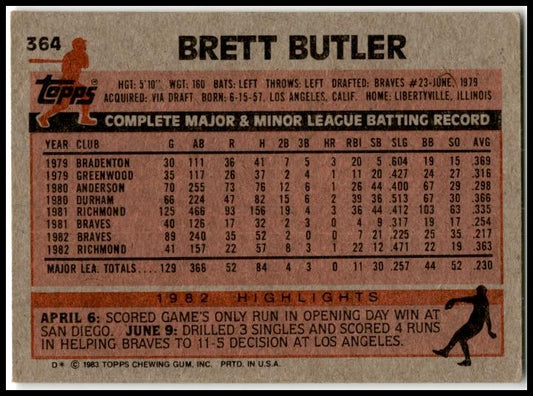 364
BRETT BUTLER
Topps®
HGT: 5'10" WGT: 160 BATS: LEFT THROWS: LEFT DRAFTED: BRAVES #23-JUNE, 1979
ACQUIRED: VIA DRAFT BORN: 6-15-57, LOS ANGELES, CALIF. HOME: LIBERTYVILLE, ILLINOIS
COMPLETE MAJOR & MINOR LEAGUE BATTING RECORD
YEAR CLUB G AB R H 2B 3B HR RBI SB SLG BB SO AVG
1979 BRADENTON 30 111 36 41 7 5 3 20 5 .604 19 15 .369
1979 GREENWOOD 35 117 26 37 2 4 1 11 20 .427 24 27 .316
1980 ANDERSON 70 255 73 76 12 6 1 26 44 .400 67 29 .298
1980 DURHAM 66 224 47 82 15 6 2 39 36 .513 67 30 .366
1981 RICHMOND 125 466 93 156 19 4 3 36 44 .412 103 63 .335
1981 BRAVES 40 126 17 32 2 3 0 4 9 .317 19 17 .254
1982 BRAVES 89 240 35 52 2 0 0 7 21 .225 25 35 .217
1982 RICHMOND 41 157 22 57 8 3 1 22 12 .471 22 19 .363
MAJOR LEA. TOTALS.... 129 366 52 84 4 3 0 11 30 .257 44 52 .230
1982 HIGHLIGHTS
APRIL 6: SCORED GAME'S ONLY RUN IN OPENING DAY WIN AT
SAN DIEGO. JUNE 9: DRILLED 3 SINGLES AND SCORED 4 RUNS
IN HELPING BRAVES TO 11-5 DECISION AT LOS ANGELES.
D* © 1983 TOPPS CHEWING GUM, INC. PRTD. IN U.S.A.